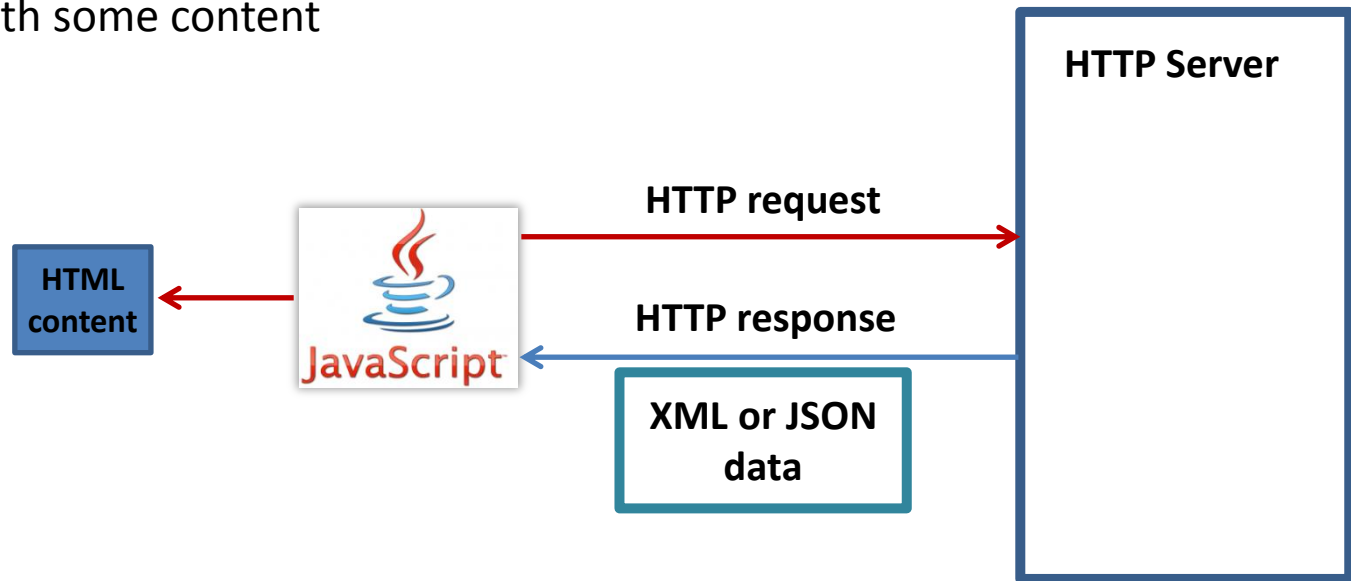 th some content
HTTP Server
HTTP request
HTML
content
HTTP response
JavaScript
XML or JSON
data